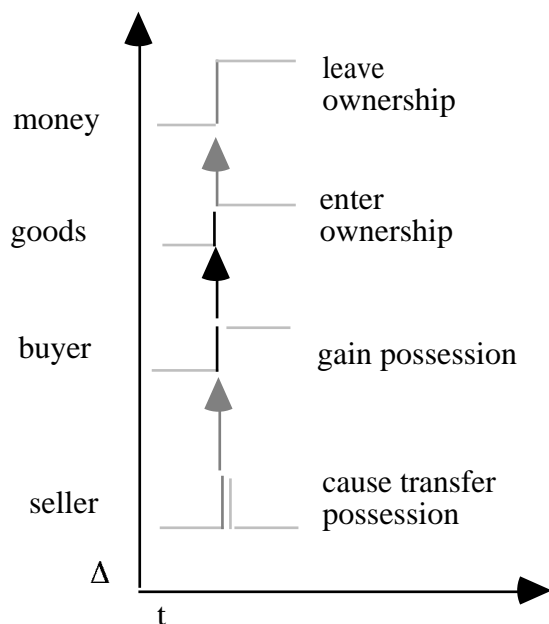 leave
ownership
money
enter
ownership
goods
buyer
gain possession
cause transfer
possession
seller
Δ
t